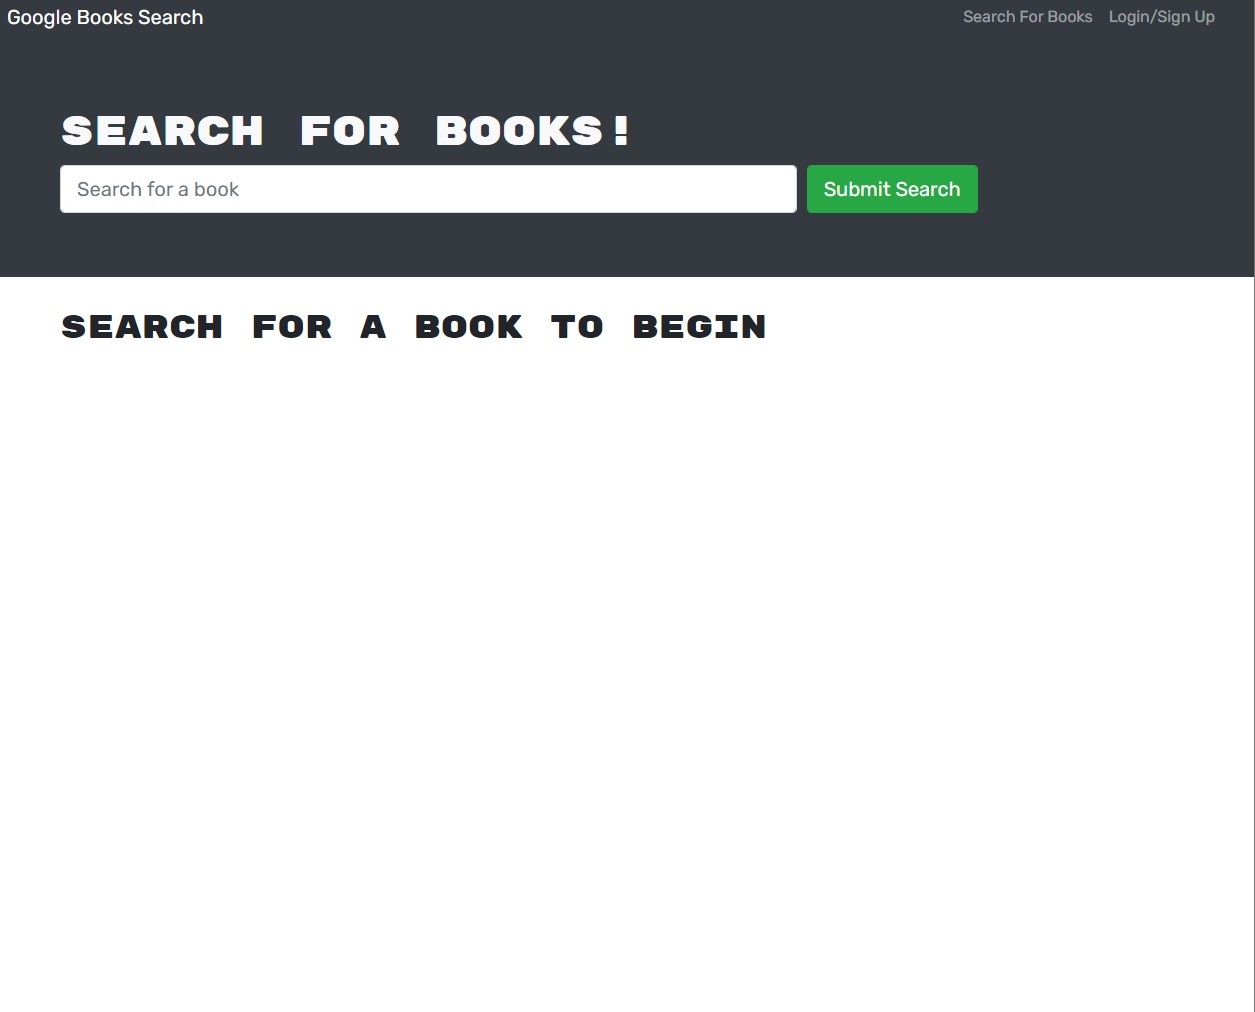 Google Books Search
Search For Books
Login/Sign Up
SEARCH FOR BOOKS!
Search for a book
Submit Search
SEARCH FOR A BOOK TO BEGIN